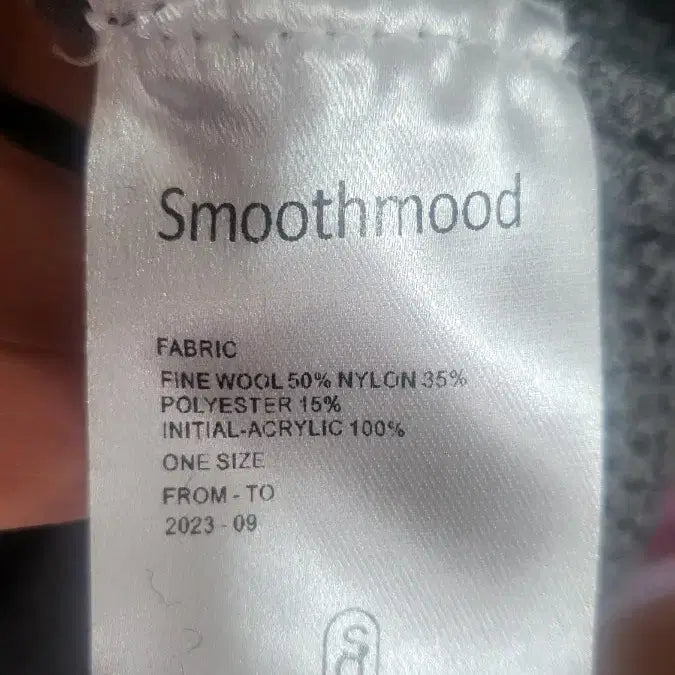 Smoothmood
FABRIC
FINE WOOL 50% NYLON 35%
POLYESTER 15%
INITIAL-ACRYLIC 100%
ONE SIZE
FROM - TO
2023 - 09